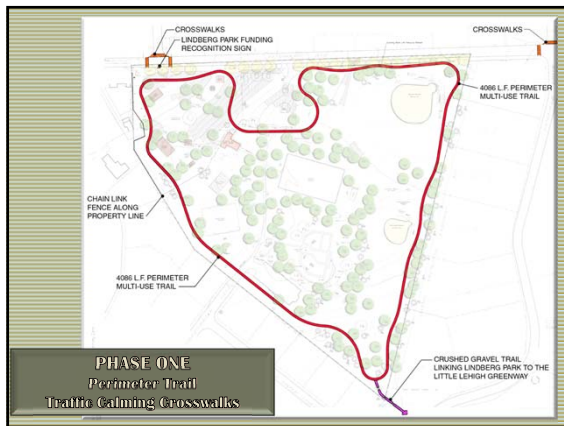 CROSSWALKS
LINDBERG PARK FUNDING
RECOGNITION SIGN
CROSSWALKS
4086 L.F. PERIMETER
MULTI-USE TRAIL
CHAIN LINK
FENCE ALONG
PROPERTY LINE
4086 L.F. PERIMETER
MULTI-USE TRAIL
CRUSHED GRAVEL TRAIL
LINKING LINDBERG PARK TO THE
LITTLE LEHIGH GREENWAY
PHASE ONE
Perimeter Trail
Traffic Calming Crosswalks